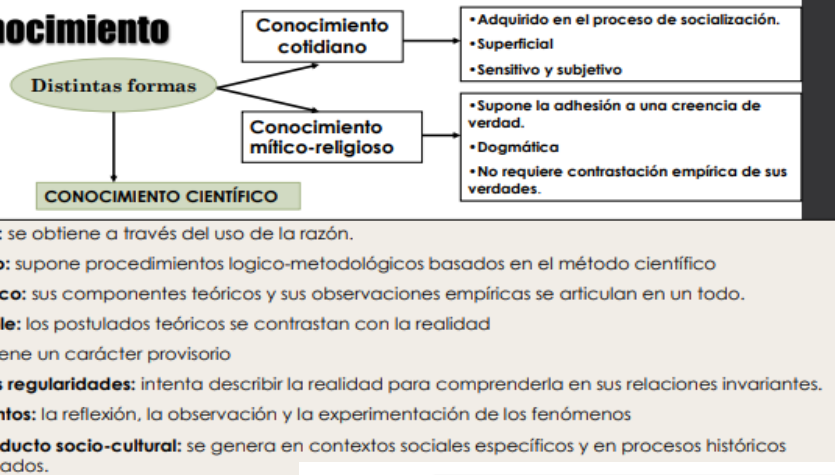 nocimiento
Conocimiento
cotidiano
•Adquirido en el proceso de socialización.
•Superficial
•Sensitivo y subjetivo
Distintas formas
Conocimiento
mítico-religioso
•Supone la adhesión a una creencia de
verdad.
•Dogmática
•No requiere contrastación empírica de sus
verdades.
CONOCIMIENTO CIENTÍFICO
: se obtiene a través del uso de la razón.
o: supone procedimientos logico-metodológicos basados en el método científico
co: sus componentes teóricos y sus observaciones empíricas se articulan en un todo.
le: los postulados teóricos se contrastan con la realidad
ene un carácter provisorio
s regularidades: intenta describir la realidad para comprenderla en sus relaciones invariantes.
ntos: la reflexión, la observación y la experimentación de los fenómenos
ducto socio-cultural: se genera en contextos sociales específicos y en procesos históricos
ados.